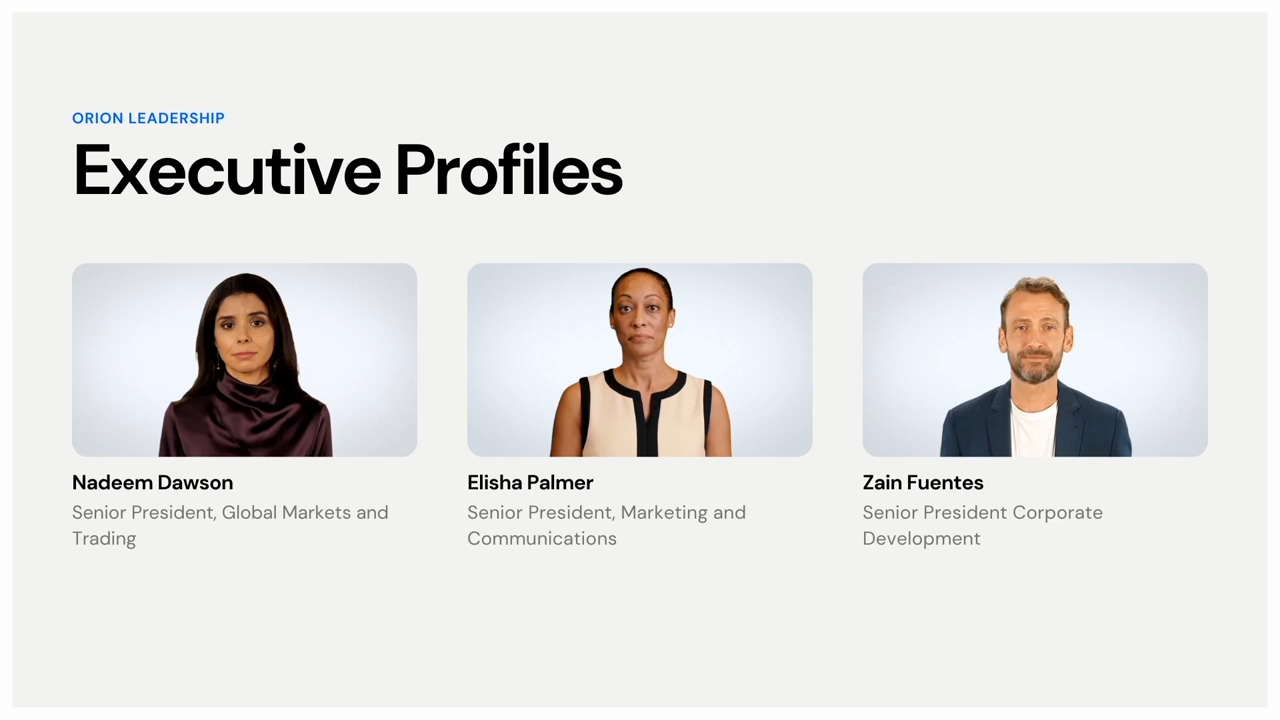 ORION LEADERSHIP
Executive Profiles
Nadeem Dawson
Senior President, Global Markets and
Trading
Elisha Palmer
Senior President, Marketing and
Communications
Zain Fuentes
Senior President Corporate
Development